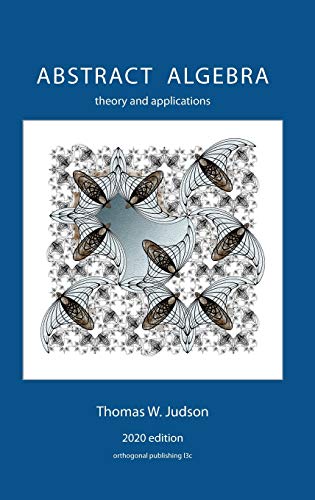 ABSTRACT ALGEBRA
theory and applications
Thomas W. Judson
2020 edition
orthogonal publishing l3c